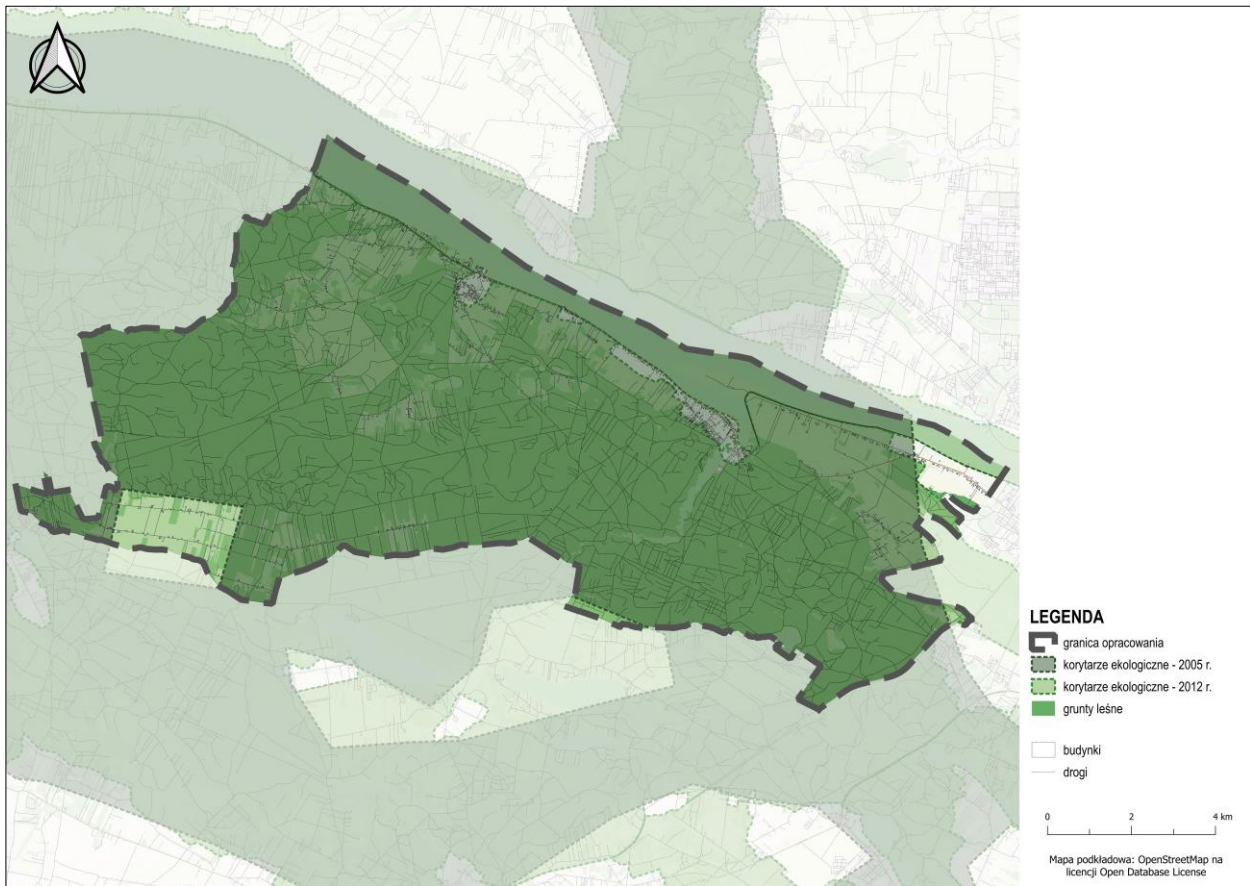 LEGENDA
granica opracowania
korytarze ekologiczne - 2005 r.
korytarze ekologiczne - 2012 r.
grunty leśne
budynki
drogi
0 2 4 km
Mapa podkładowa: OpenStreetMap na
licencji Open Database License